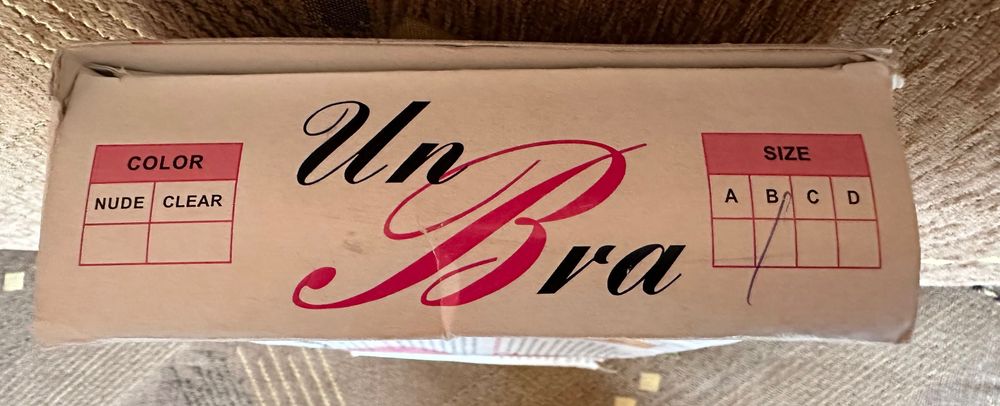 Un
Bra
COLOR
NUDE CLEAR
SIZE
A B C D